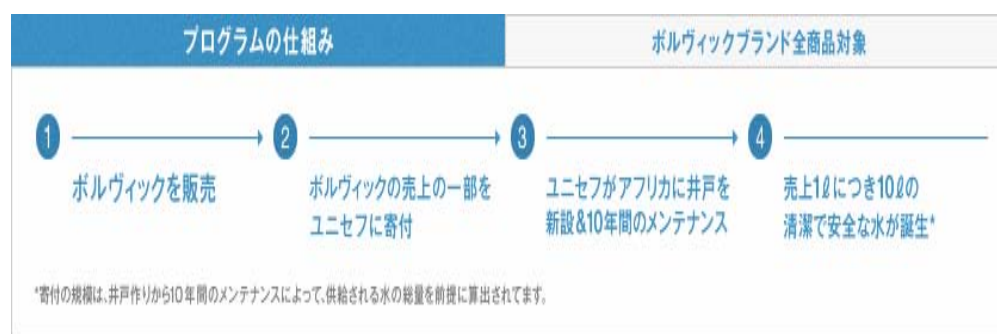 プログラムの仕組み
ボルヴィックブランド全商品対象
1
ボルヴィックを販売
2
ボルヴィックの売上の一部を
ユニセフに寄付
3
ユニセフがアフリカに井戸を
新設&10年間のメンテナンス
4
売上1ℓにつき10ℓの
清潔で安全な水が誕生*
*寄付の規模は、井戸作りから10年間のメンテナンスによって、供給される水の総量を前提に算出されてます。